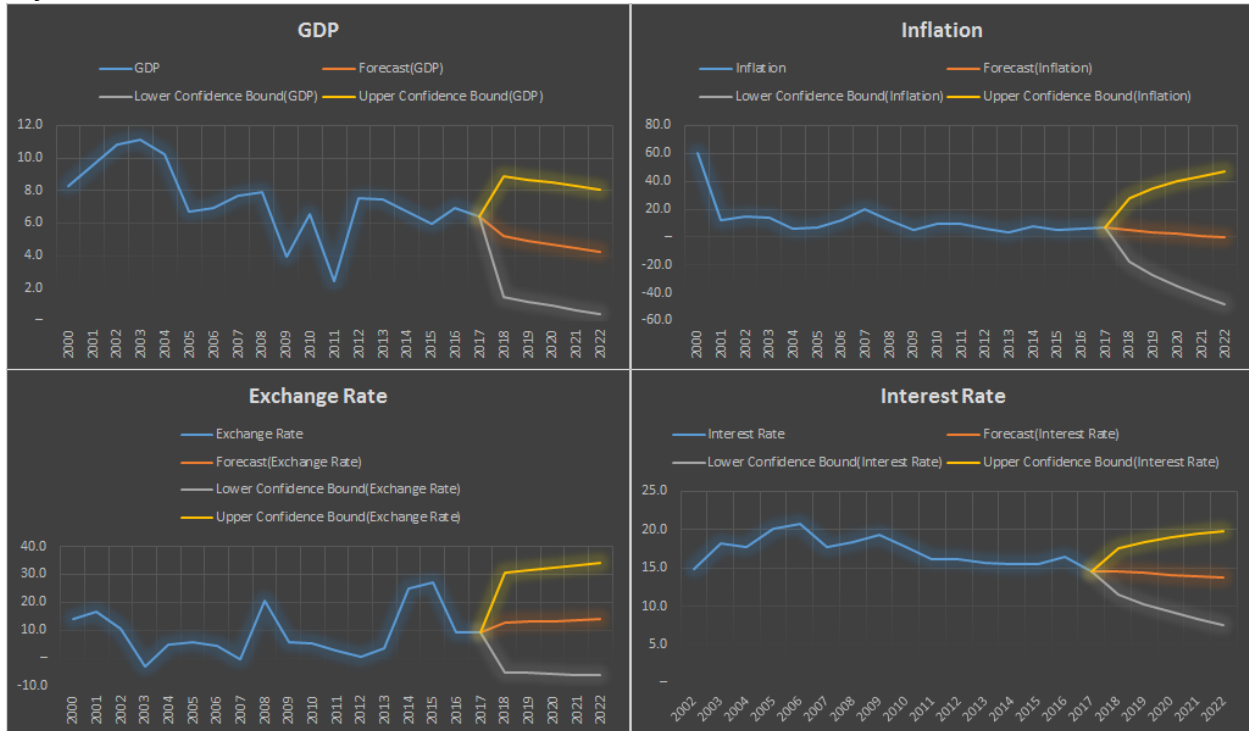 GDP
GDP Forecast(GDP)
Lower Confidence Bound(GDP) Upper Confidence Bound(GDP)
12.0
10.0
8.0
6.0
4.0
2.0
–
2000 2001 2002 2003 2004 2005 2006 2007 2008 2009 2010 2011 2012 2013 2014 2015 2016 2017 2018 2019 2020 2021 2022
Inflation
Inflation Forecast(Inflation)
Lower Confidence Bound(Inflation) Upper Confidence Bound(Inflation)
80.0
60.0
40.0
20.0
–
-20.0
-40.0
-60.0
2000 2001 2002 2003 2004 2005 2006 2007 2008 2009 2010 2011 2012 2013 2014 2015 2016 2017 2018 2019 2020 2021 2022
Exchange Rate
Exchange Rate
Forecast(Exchange Rate)
Lower Confidence Bound(Exchange Rate)
Upper Confidence Bound(Exchange Rate)
40.0
30.0
20.0
10.0
–
-10.0
2000 2001 2002 2003 2004 2005 2006 2007 2008 2009 2010 2011 2012 2013 2014 2015 2016 2017 2018 2019 2020 2021 2022
Interest Rate
Interest Rate Forecast(Interest Rate)
Lower Confidence Bound(Interest Rate) Upper Confidence Bound(Interest Rate)
25.0
20.0
15.0
10.0
5.0
–
2002 2003 2004 2005 2006 2007 2008 2009 2010 2011 2012 2013 2014 2015 2016 2017 2018 2019 2020 2021 2022